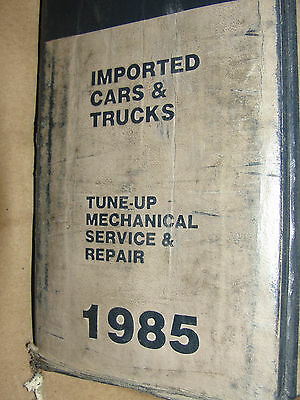 IMPORTED
CARS &
TRUCKS
TUNE-UP
MECHANICAL
SERVICE &
REPAIR
1985